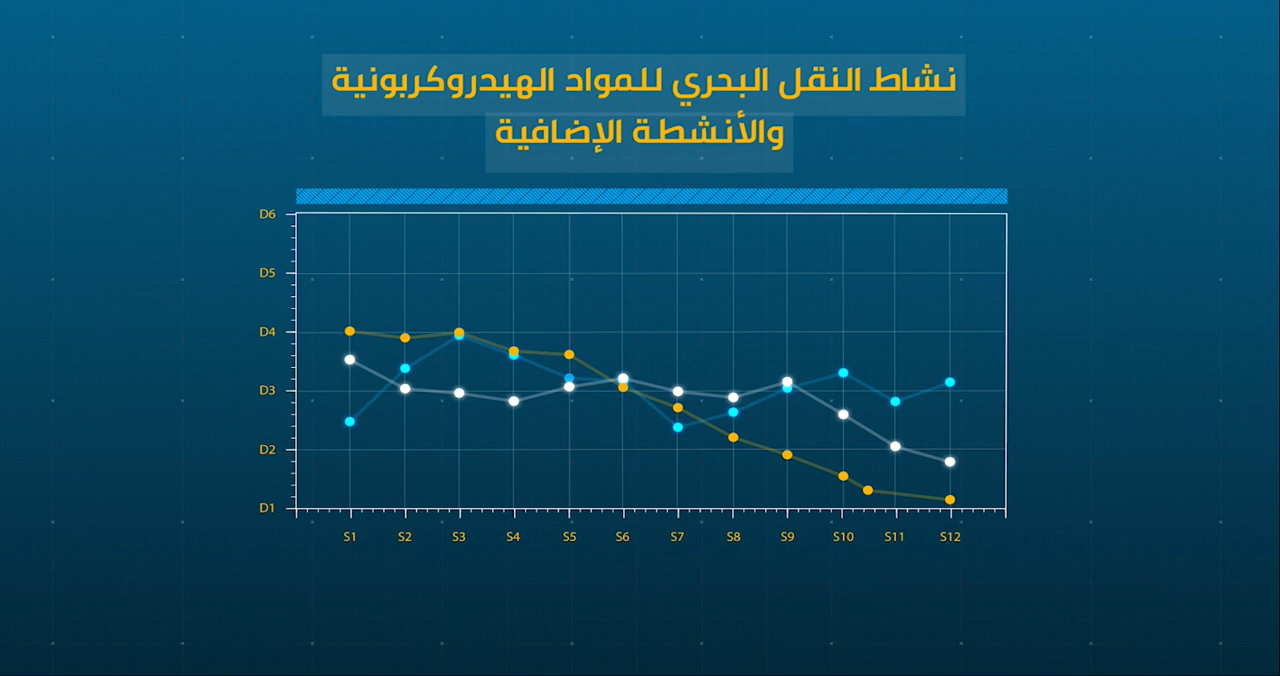 نشاط النقل البحري للمواد الهيدروكربونية
والأنشطة الإضافية
D6
D5
D4
D3
D2
D1
S1 S2 S3 S4 S5 S6 S7 S8 S9 S10 S11 S12